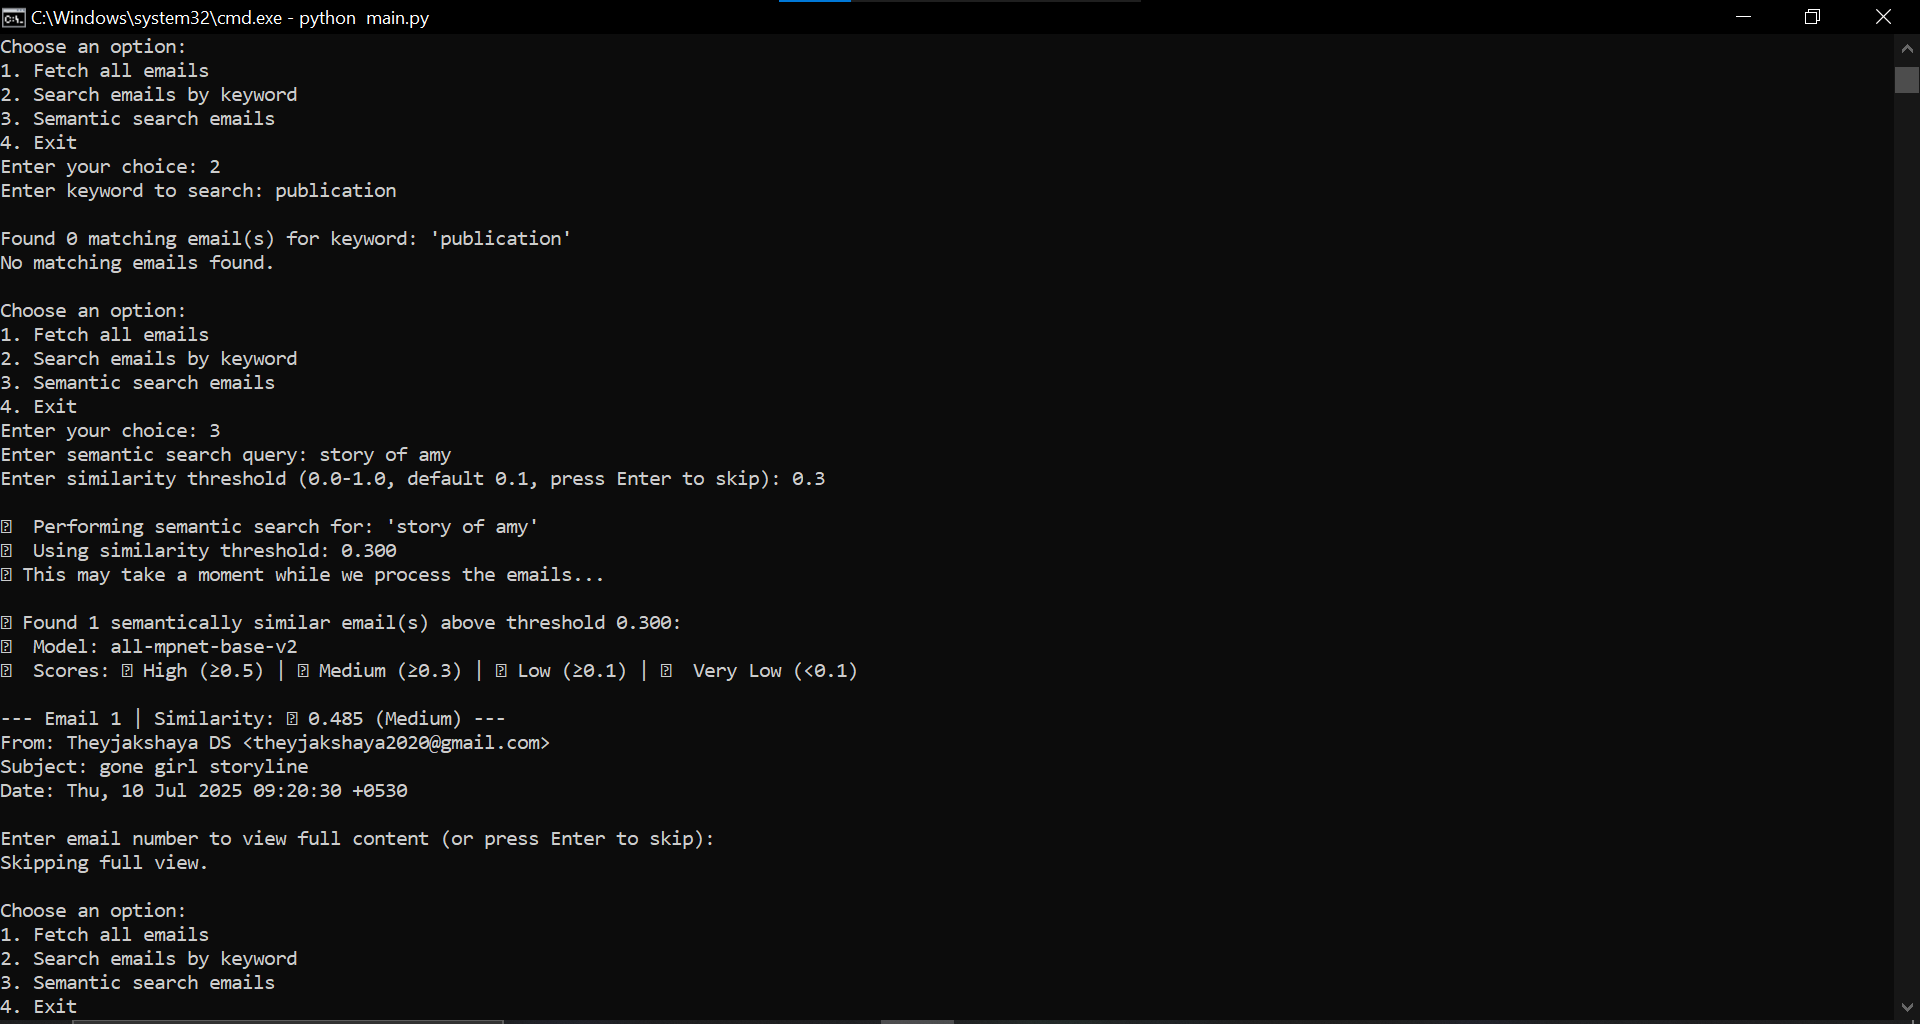 C:\Windows\system32\cmd.exe - python  main.py
Choose an option:
1. Fetch all emails
2. Search emails by keyword
3. Semantic search emails
4. Exit
Enter your choice: 2
Enter keyword to search: publication
Found 0 matching email(s) for keyword: 'publication'
No matching emails found.
Choose an option:
1. Fetch all emails
2. Search emails by keyword
3. Semantic search emails
4. Exit
Enter your choice: 3
Enter semantic search query: story of amy
Enter similarity threshold (0.0-1.0, default 0.1, press Enter to skip): 0.3
⍰  Performing semantic search for: 'story of amy'
⍰  Using similarity threshold: 0.300
⍰ This may take a moment while we process the emails...
⍰ Found 1 semantically similar email(s) above threshold 0.300:
⍰  Model: all-mpnet-base-v2
⍰  Scores: ⍰ High (≥0.5) | ⍰ Medium (≥0.3) | ⍰ Low (≥0.1) | ⍰  Very Low (<0.1)
--- Email 1 | Similarity: ⍰ 0.485 (Medium) ---
From: Theyjakshaya DS <theyjakshaya2020@gmail.com>
Subject: gone girl storyline
Date: Thu, 10 Jul 2025 09:20:30 +0530
Enter email number to view full content (or press Enter to skip):
Skipping full view.
Choose an option:
1. Fetch all emails
2. Search emails by keyword
3. Semantic search emails
4. Exit